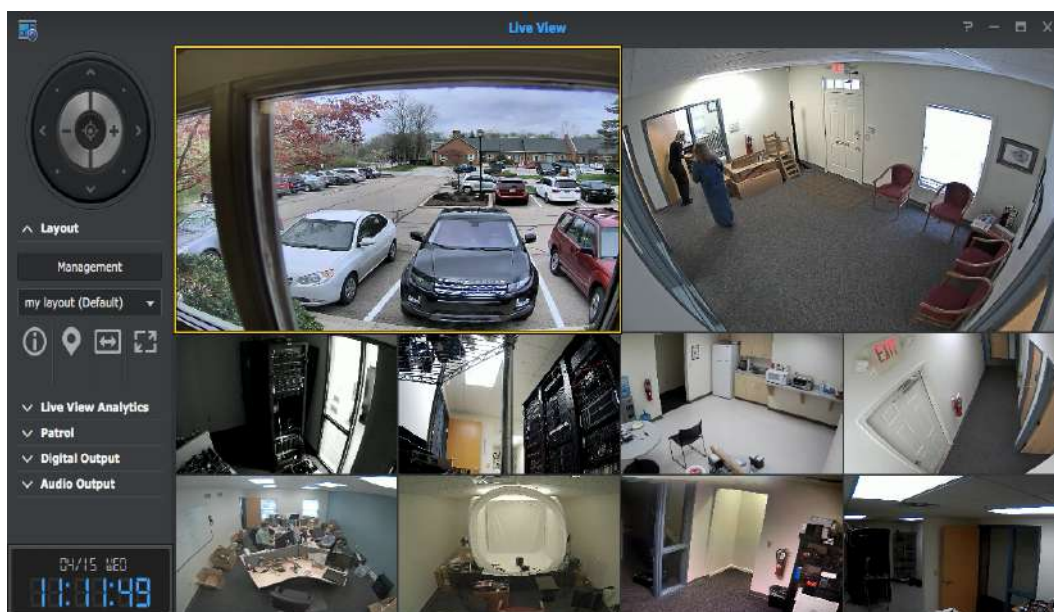 Live View
Layout
Management
my layout (Default)
Live View Analytics
Patrol
Digital Output
Audio Output
04/15 WED
11:11:49
EXIT